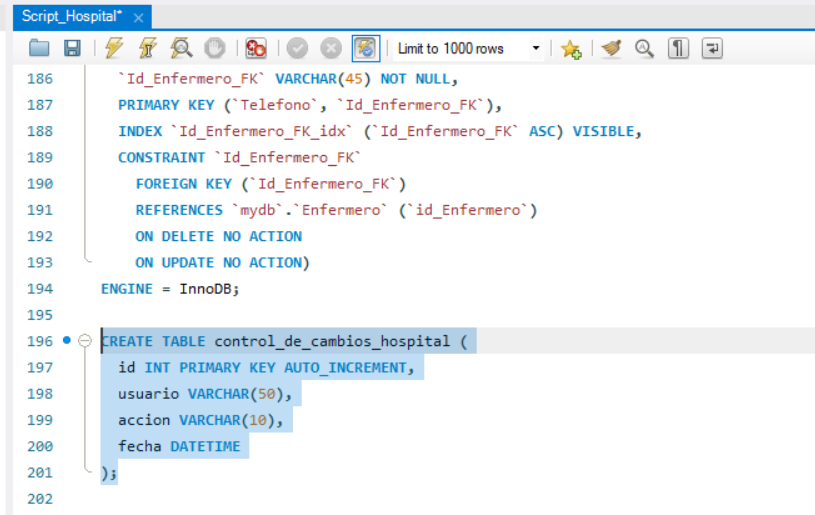 Script_Hospital*
Limit to 1000 rows
186 `Id_Enfermero_FK` VARCHAR(45) NOT NULL,
187 PRIMARY KEY (`Telefono`, `Id_Enfermero_FK`),
188 INDEX `Id_Enfermero_FK_idx` (`Id_Enfermero_FK` ASC) VISIBLE,
189 CONSTRAINT `Id_Enfermero_FK`
190 FOREIGN KEY (`Id_Enfermero_FK`)
191 REFERENCES `mydb`.`Enfermero` (`id_Enfermero`)
192 ON DELETE NO ACTION
193 ON UPDATE NO ACTION)
194 ENGINE = InnoDB;
195
196 CREATE TABLE control_de_cambios_hospital (
197 id INT PRIMARY KEY AUTO_INCREMENT,
198 usuario VARCHAR(50),
199 accion VARCHAR(10),
200 fecha DATETIME
201 );
202